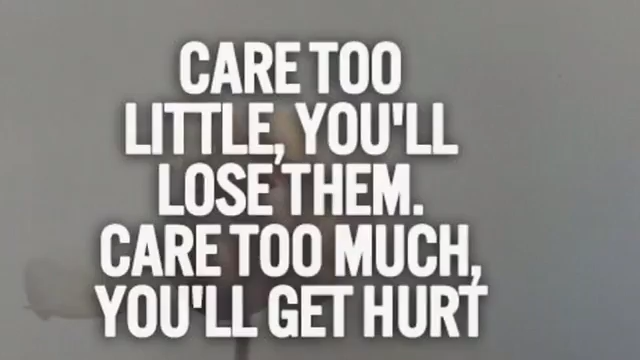 CARE TOO
LITTLE, YOU'LL
LOSE THEM.
CARE TOO MUCH,
YOU'LL GET HURT